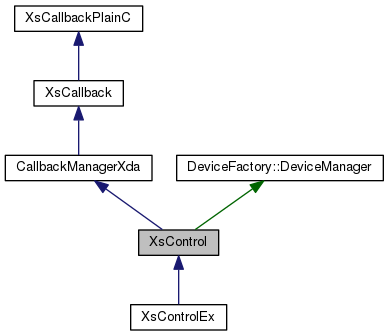 XsCallbackPlainC
XsCallback
CallbackManagerXda
DeviceFactory::DeviceManager
XsControl
XsControlEx